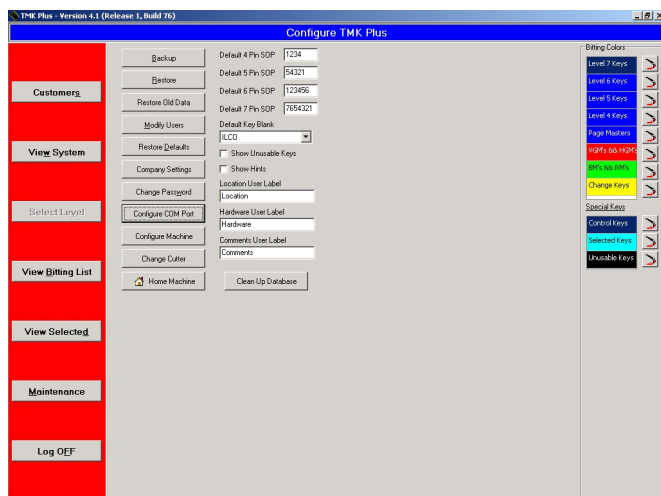 TMK Plus - Version 4.1 (Release 1, Build 76)
Configure TMK Plus
Customers
View System
Select Level
View Bitting List
View Selected
Maintenance
Log OFF
Backup
Restore
Restore Old Data
Modify Users
Restore Defaults
Company Settings
Change Password
Configure COM Port
Configure Machine
Change Cutter
Home Machine
Default 4 Pin SOP 1234
Default 5 Pin SOP 54321
Default 6 Pin SOP 123456
Default 7 Pin SOP 7654321
Default Key Blank
ILCO
Show Unusable Keys
Show Hints
Location User Label
Location
Hardware User Label
Hardware
Comments User Label
Comments
Clean Up Database
Bitting Colors
Level 7 Keys
Level 6 Keys
Level 5 Keys
Level 4 Keys
Page Masters
VGM's && HGM's
BM's && RM's
Change Keys
Special Keys
Control Keys
Selected Keys
Unusable Keys